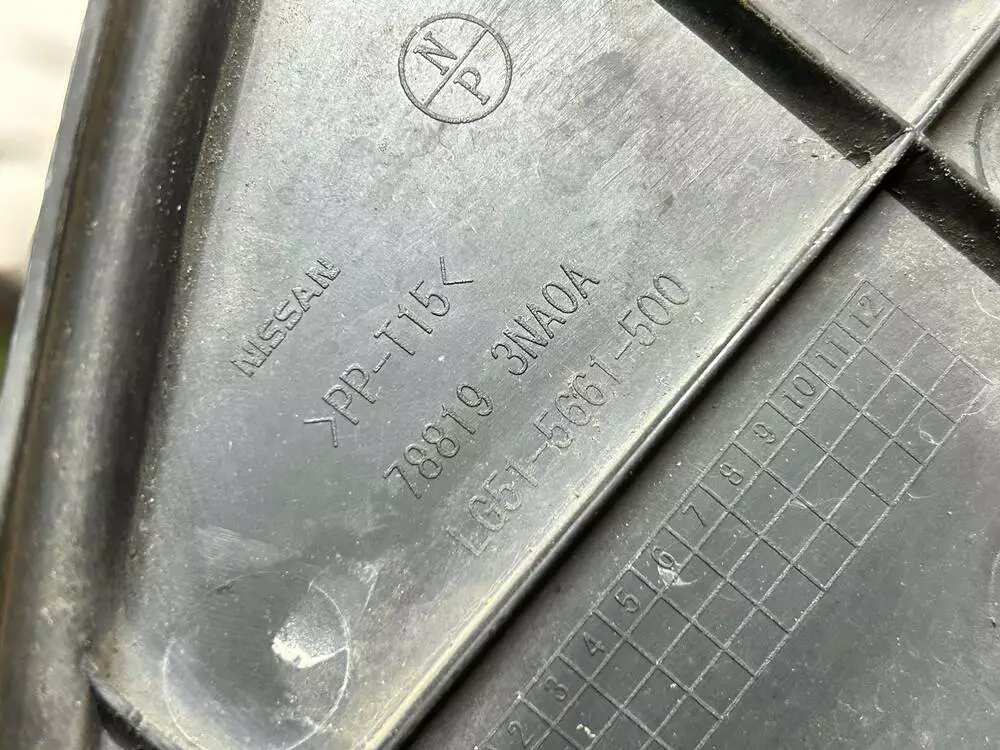 N
P
NISSAN
>PP-T15<
78819 3NA0A
LG51-5661-500
2 3 4 5 6 7 8 9 10 11 12